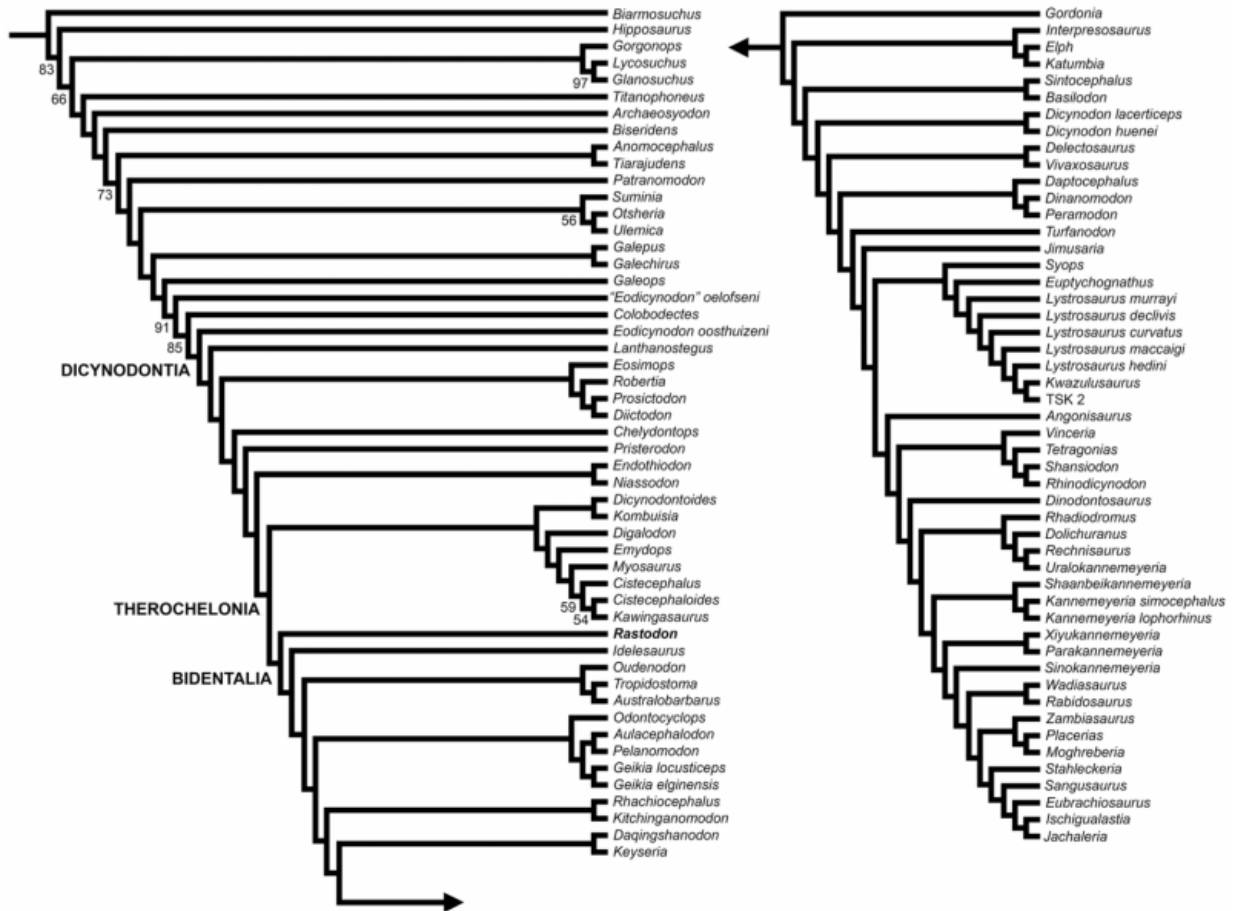 Biarmosuchus
Hipposaurus
Gorgonops
83
Lycosuchus
97
Glanosuchus
66
Titanophoneus
Archaeosyodon
Biseridens
Anomocephalus
Tiarajudens
73
Patranomodon
Suminia
56
Otsheria
Ulemica
Galepus
Galechirus
Galeops
"Eodicynodon" oelofseni
91
Colobodectes
85
Eodicynodon oosthuizeni
Lanthanostegus
DICYNODONTIA
Eosimops
Robertia
Prosictodon
Diictodon
Chelydontops
Pristerodon
Endothiodon
Niassodon
Dicynodontoides
Kombuisia
Digalodon
Emydops
Myosaurus
Cistecephalus
THEROCHELONIA
59
Cistecephaloides
54
Kawingasaurus
Rastodon
Idelesaurus
BIDENTALIA
Oudenodon
Tropidostoma
Australobarbarus
Odontocyclops
Aulacephalodon
Pelanomodon
Geikia locusticeps
Geikia elginensis
Rhachiocephalus
Kitchinganomodon
Daqingshanodon
Keyseria
Gordonia
Interpresosaurus
Elph
Katumbia
Sintocephalus
Basilodon
Dicynodon lacerticeps
Dicynodon huenei
Delectosaurus
Vivaxosaurus
Daptocephalus
Dinanomodon
Peramodon
Turfanodon
Jimusaria
Syops
Euptychognathus
Lystrosaurus murrayi
Lystrosaurus declivis
Lystrosaurus curvatus
Lystrosaurus maccaigi
Lystrosaurus hedini
Kwazulusaurus
TSK 2
Angonisaurus
Vinceria
Tetragonias
Shansiodon
Rhinodicynodon
Dinodontosaurus
Rhadiodromus
Dolichuranus
Rechnisaurus
Uralokannemeyeria
Shaanbeikannemeyeria
Kannemeyeria simocephalus
Kannemeyeria lophorhinus
Xiyukannemeyeria
Parakannemeyeria
Sinokannemeyeria
Wadiasaurus
Rabidosaurus
Zambiasaurus
Placerias
Moghreberia
Stahleckeria
Sangusaurus
Eubrachiosaurus
Ischigualastia
Jachaleria